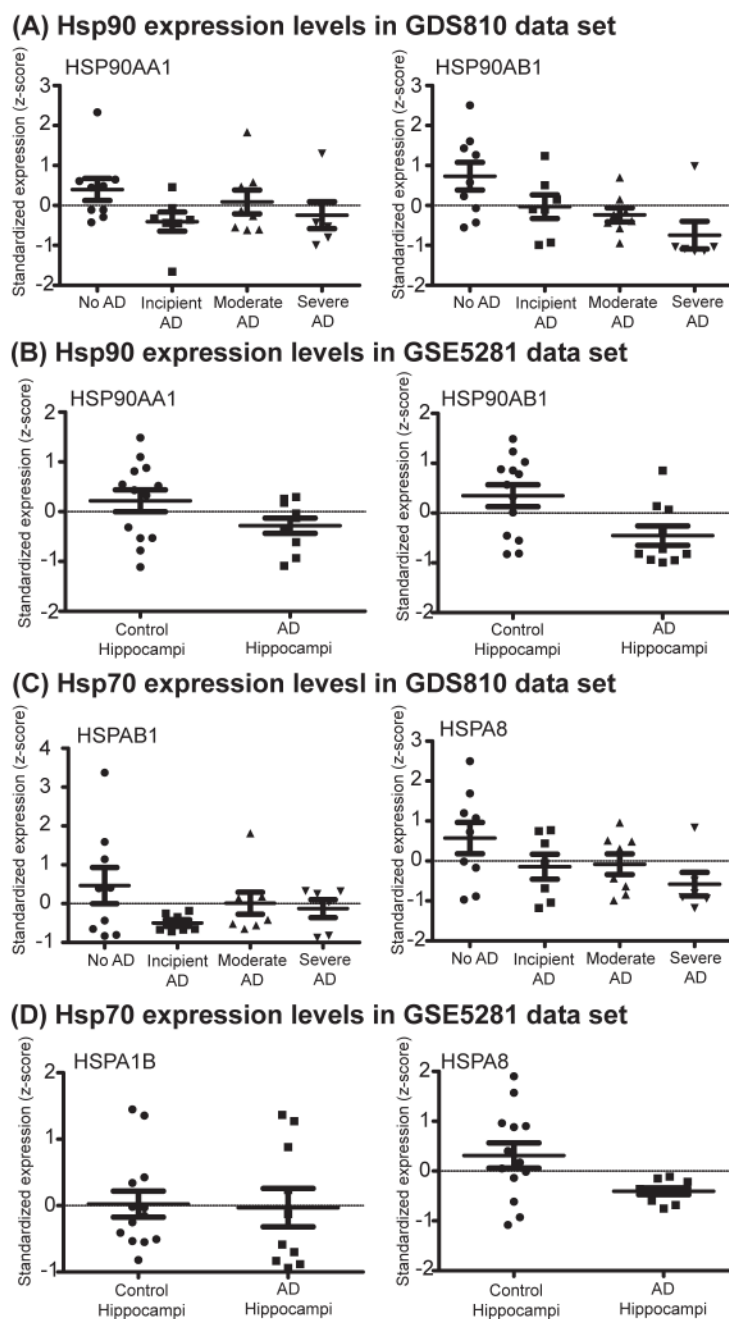 (A) Hsp90 expression levels in GDS810 data set
HSP90AA1
Standardized expression (z-score)
3
2
1
0
-1
-2
No AD
Incipient
AD
Moderate
AD
Severe
AD
HSP90AB1
Standardized expression (z-score)
3
2
1
0
-1
-2
No AD
Incipient
AD
Moderate
AD
Severe
AD
(B) Hsp90 expression levels in GSE5281 data set
HSP90AA1
Standardized expression (z-score)
2
1
0
-1
-2
Control
Hippocampi
AD
Hippocampi
HSP90AB1
Standardized expression (z-score)
2
1
0
-1
-2
Control
Hippocampi
AD
Hippocampi
(C) Hsp70 expression levesl in GDS810 data set
HSPAB1
Standardized expression (z-score)
4
3
2
1
0
-1
No AD
Incipient
AD
Moderate
AD
Severe
AD
HSPA8
Standardized expression (z-score)
3
2
1
0
-1
-2
No AD
Incipient
AD
Moderate
AD
Severe
AD
(D) Hsp70 expression levels in GSE5281 data set
HSPA1B
Standardized expression (z-score)
2
1
0
-1
Control
Hippocampi
AD
Hippocampi
HSPA8
Standardized expression (z-score)
2
1
0
-1
-2
Control
Hippocampi
AD
Hippocampi